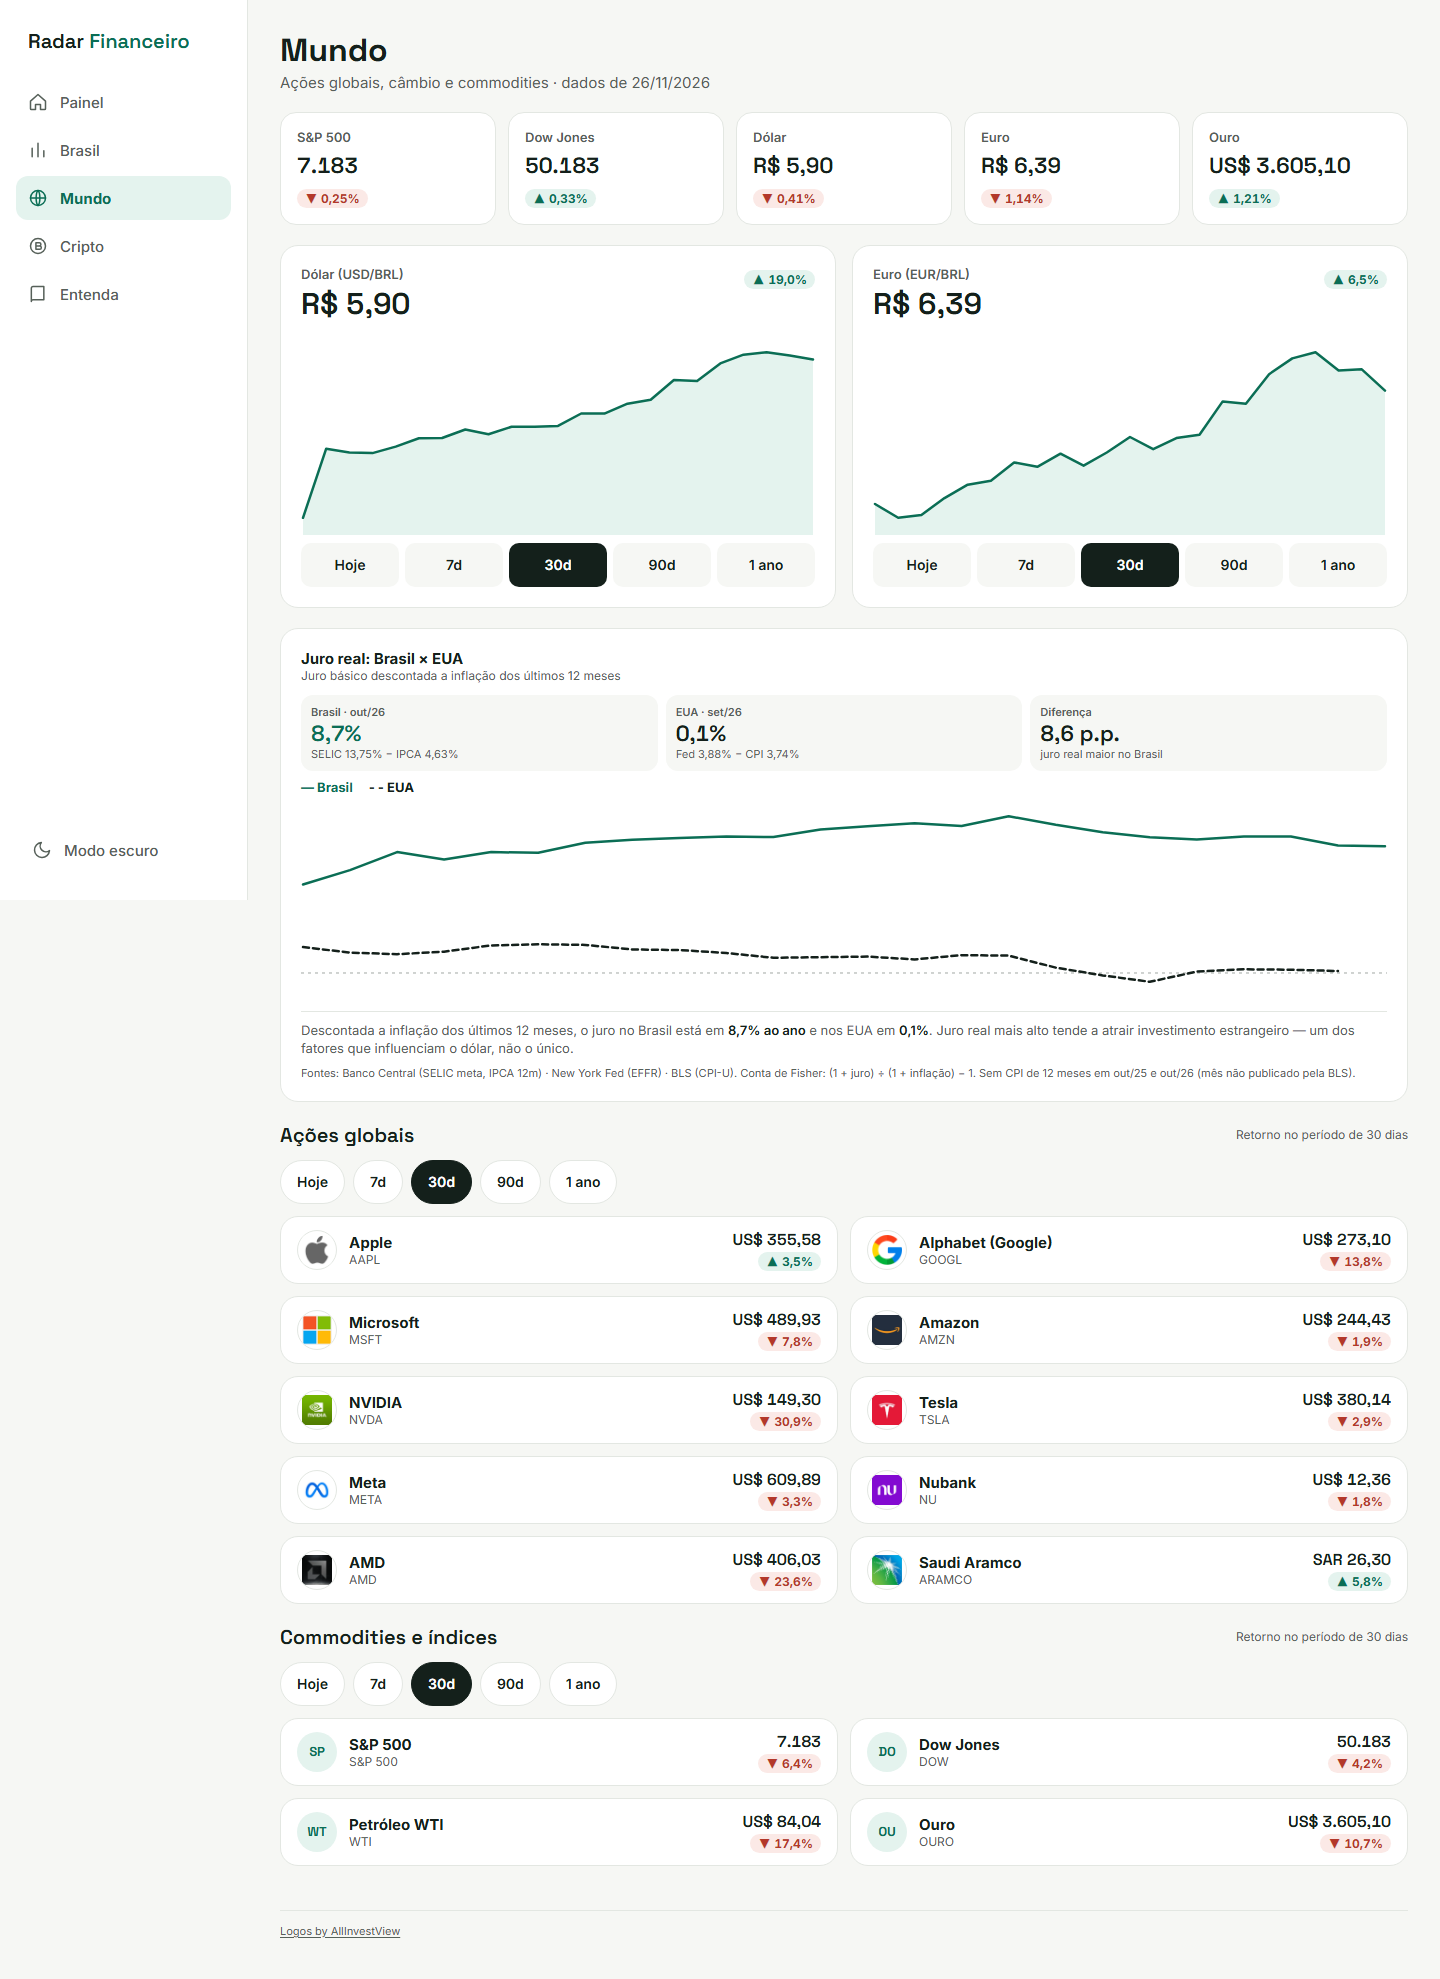 Radar Financeiro
Painel
Brasil
Mundo
Cripto
Entenda
Modo escuro
Mundo
Ações globais, câmbio e commodities · dados de 26/11/2026
S&P 500
7.183
▼ 0,25%
Dow Jones
50.183
▲ 0,33%
Dólar
R$ 5,90
▼ 0,41%
Euro
R$ 6,39
▼ 1,14%
Ouro
US$ 3.605,10
▲ 1,21%
Dólar (USD/BRL)
R$ 5,90
▲ 19,0%
Hoje
7d
30d
90d
1 ano
Euro (EUR/BRL)
R$ 6,39
▲ 6,5%
Hoje
7d
30d
90d
1 ano
Juro real: Brasil × EUA
Juro básico descontada a inflação dos últimos 12 meses
Brasil · out/26
8,7%
SELIC 13,75% − IPCA 4,63%
EUA · set/26
0,1%
Fed 3,88% − CPI 3,74%
Diferença
8,6 p.p.
juro real maior no Brasil
— Brasil
- - EUA
Descontada a inflação dos últimos 12 meses, o juro no Brasil está em 8,7% ao ano e nos EUA em 0,1%. Juro real mais alto tende a atrair investimento estrangeiro — um dos
fatores que influenciam o dólar, não o único.
Fontes: Banco Central (SELIC meta, IPCA 12m) · New York Fed (EFFR) · BLS (CPI-U). Conta de Fisher: (1 + juro) ÷ (1 + inflação) − 1. Sem CPI de 12 meses em out/25 e out/26 (mês não publicado pela BLS).
Ações globais
Retorno no período de 30 dias
Hoje
7d
30d
90d
1 ano
Apple
AAPL
US$ 355,58
▲ 3,5%
Alphabet (Google)
GOOGL
US$ 273,10
▼ 13,8%
Microsoft
MSFT
US$ 489,93
▼ 7,8%
Amazon
AMZN
US$ 244,43
▼ 1,9%
NVIDIA
NVDA
US$ 149,30
▼ 30,9%
Tesla
TSLA
US$ 380,14
▼ 2,9%
Meta
META
US$ 609,89
▼ 3,3%
nu
Nubank
NU
US$ 12,36
▼ 1,8%
AMD
AMD
US$ 406,03
▼ 23,6%
Saudi Aramco
ARAMCO
SAR 26,30
▲ 5,8%
Commodities e índices
Retorno no período de 30 dias
Hoje
7d
30d
90d
1 ano
SP
S&P 500
S&P 500
7.183
▼ 6,4%
DO
Dow Jones
DOW
50.183
▼ 4,2%
WT
Petróleo WTI
WTI
US$ 84,04
▼ 17,4%
OU
Ouro
OURO
US$ 3.605,10
▼ 10,7%
Logos by AllInvestView